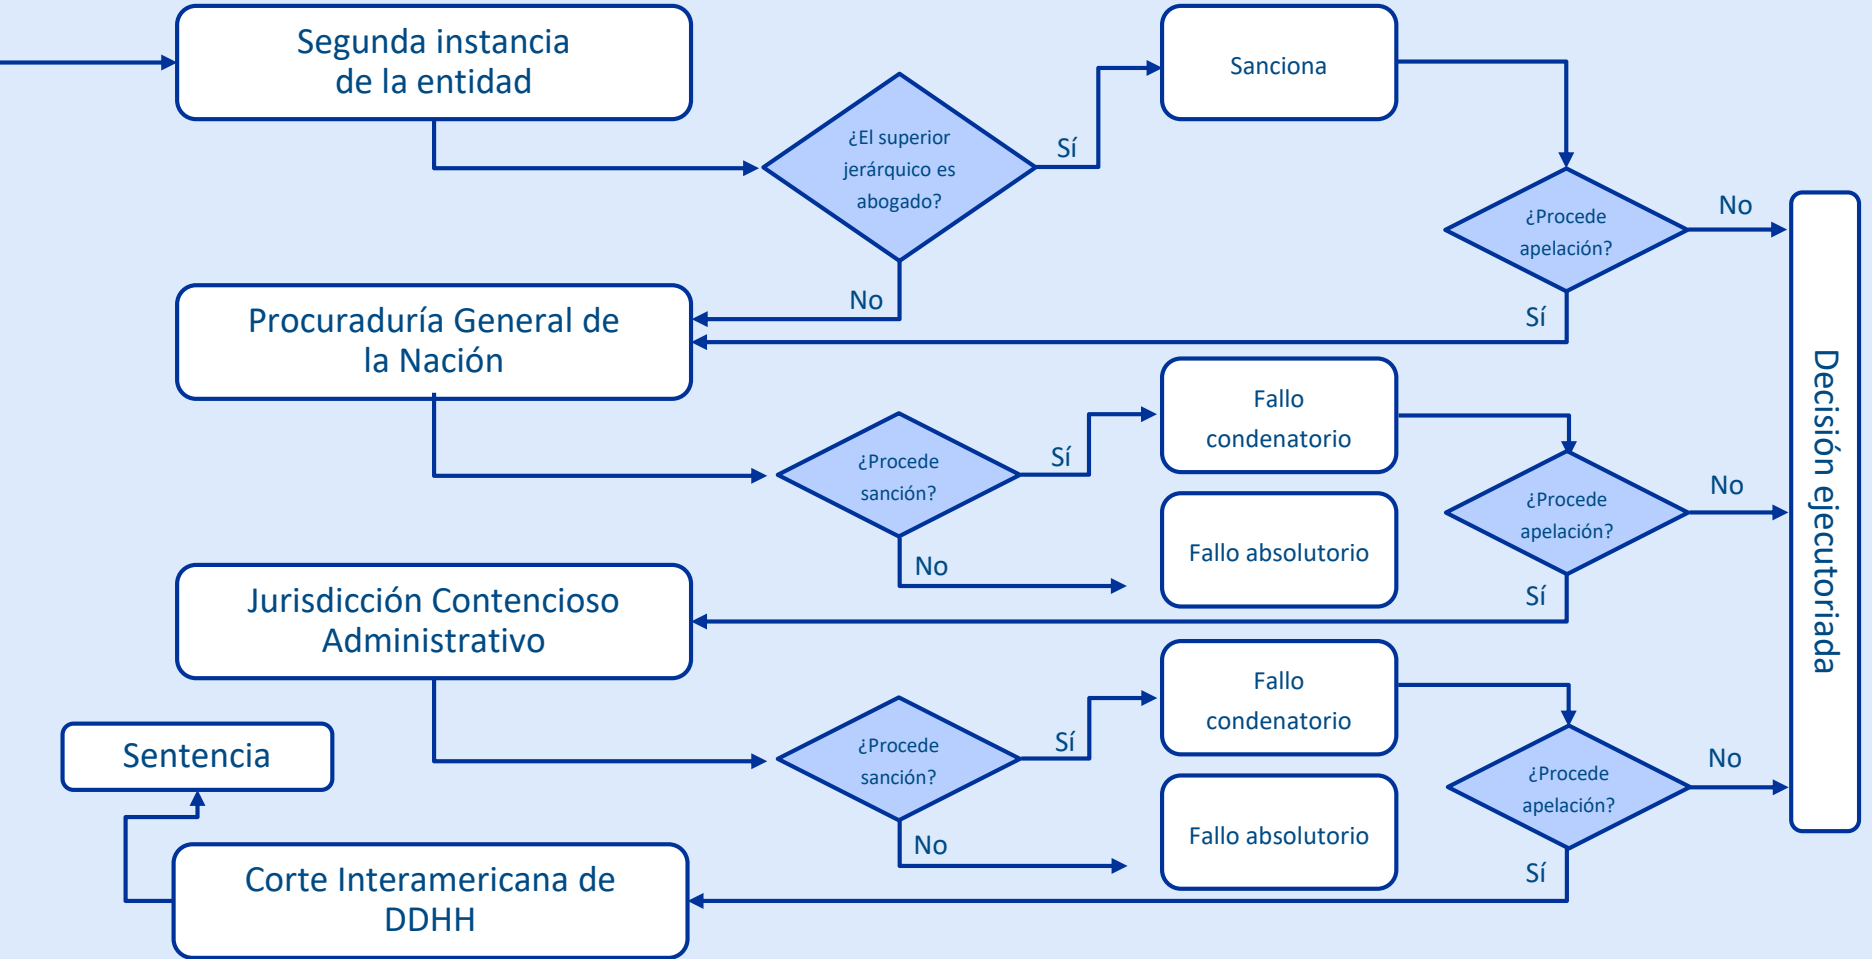 Segunda instancia
de la entidad
¿El superior
jerárquico es
abogado?
Sí
Sanciona
¿Procede
apelación?
No
Sí
No
Procuraduría General de
la Nación
¿Procede
sanción?
Sí
Fallo
condenatorio
No
Fallo absolutorio
¿Procede
apelación?
No
Sí
Jurisdicción Contencioso
Administrativo
¿Procede
sanción?
Sí
Fallo
condenatorio
No
Fallo absolutorio
¿Procede
apelación?
No
Sí
Corte Interamericana de
DDHH
Sentencia
Decisión ejecutoriada